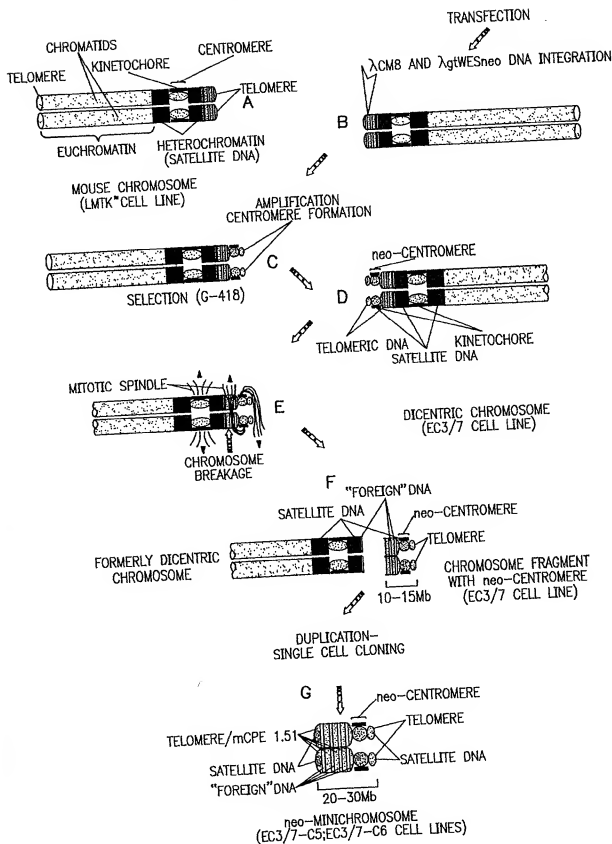 CHROMATIDS
CENTROMERE
KINETOCHORE
TELOMERE
TELOMERE
A
EUCHROMATIN
HETEROCHROMATIN
(SATELLITE DNA)
MOUSE CHROMOSOME
(LMTK⁻ CELL LINE)
TRANSFECTION
λCM8 AND λgtWESneo DNA INTEGRATION
B
AMPLIFICATION
CENTROMERE FORMATION
C
SELECTION (G-418)
neo-CENTROMERE
D
TELOMERIC DNA
SATELLITE DNA
KINETOCHORE
DICENTRIC CHROMOSOME
(EC3/7 CELL LINE)
MITOTIC SPINDLE
E
CHROMOSOME
BREAKAGE
F
"FOREIGN" DNA
SATELLITE DNA
neo-CENTROMERE
FORMERLY DICENTRIC
CHROMOSOME
TELOMERE
10-15Mb
CHROMOSOME FRAGMENT
WITH neo-CENTROMERE
(EC3/7 CELL LINE)
DUPLICATION-
SINGLE CELL CLONING
G
neo-CENTROMERE
TELOMERE/mCPE 1.51
TELOMERE
SATELLITE DNA
SATELLITE DNA
"FOREIGN" DNA
20-30Mb
neo-MINICHROMOSOME
(EC3/7-C5;EC3/7-C6 CELL LINES)